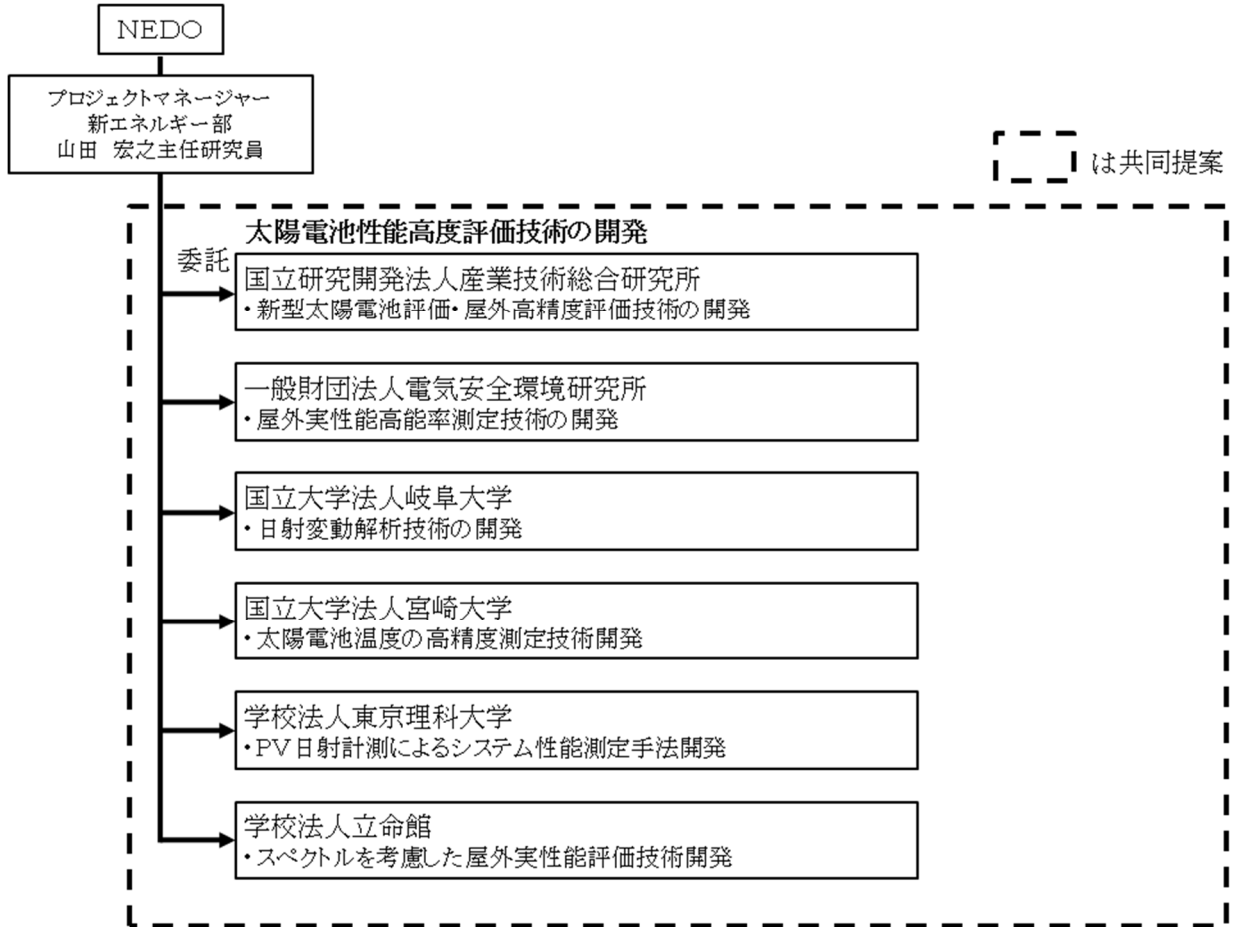 NEDO
プロジェクトマネージャー
新エネルギー部
山田 宏之主任研究員
は共同提案
太陽電池性能高度評価技術の開発
委託
国立研究開発法人産業技術総合研究所
・新型太陽電池評価・屋外高精度評価技術の開発
一般財団法人電気安全環境研究所
・屋外実性能高能率測定技術の開発
国立大学法人岐阜大学
・日射変動解析技術の開発
国立大学法人宮崎大学
・太陽電池温度の高精度測定技術開発
学校法人東京理科大学
・PV日射計測によるシステム性能測定手法開発
学校法人立命館
・スペクトルを考慮した屋外実性能評価技術開発